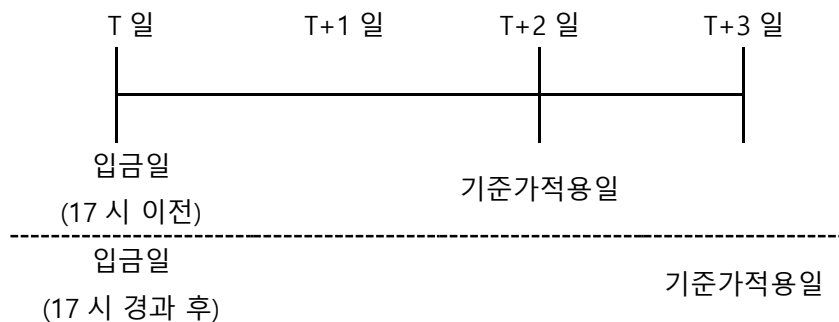 T 일 T+1 일 T+2 일 T+3 일
입금일
(17 시 이전)
기준가적용일
입금일
(17 시 경과 후)
기준가적용일